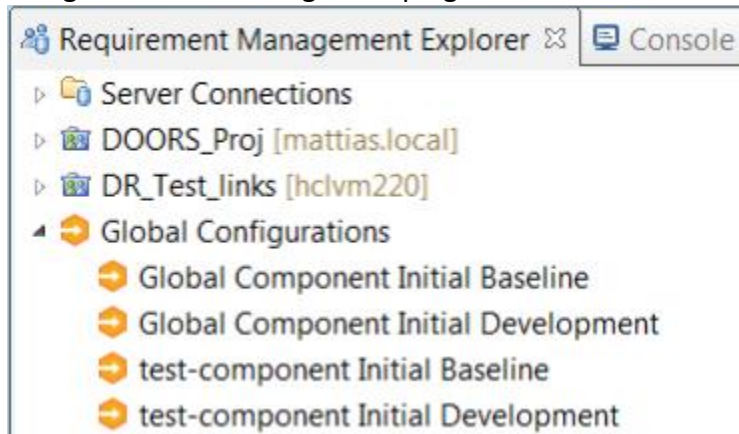 Requirement Management Explorer Console
Server Connections
DOORS_Proj [mattias.local]
DR_Test_links [hclvm220]
Global Configurations
Global Component Initial Baseline
Global Component Initial Development
test-component Initial Baseline
test-component Initial Development